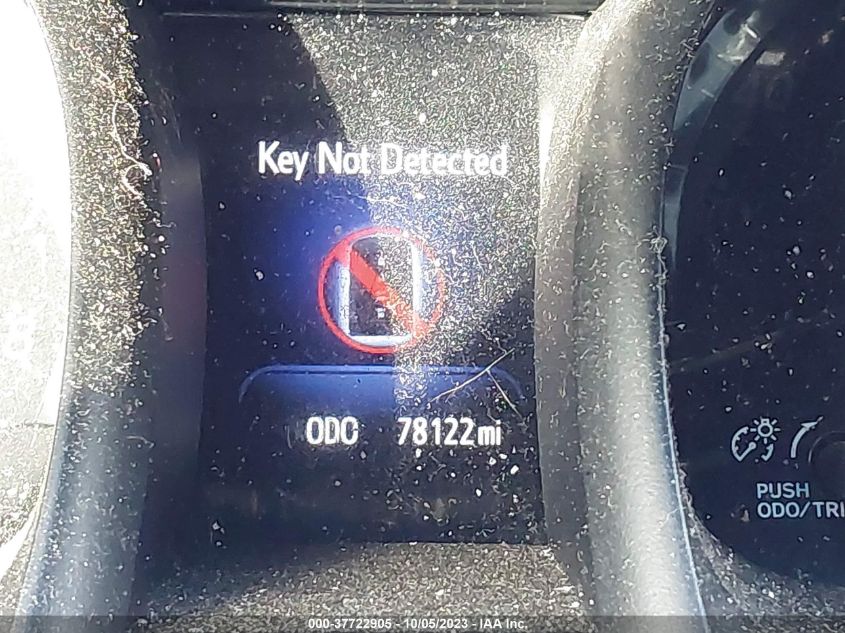 Key Not Detected
ODO 78122mi
PUSH
ODO/TRI
000-37722905 - 10/05/2023 - IAA Inc.